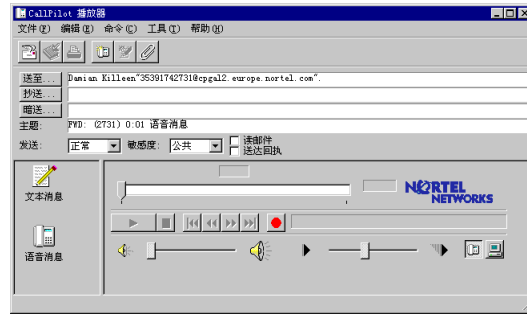 CallPilot 播放器
文件(F) 编辑(E) 命令(C) 工具(T) 帮助(H)
送至... Damian Killeen"35391742731@cpgal2.europe.nortel.com".
抄送...
暗送...
主题: FWD: (2731) 0:01 语音消息
发送: 正常 敏感度: 公共 读邮件
送达回执
文本消息
NORTEL
NETWORKS
语音消息